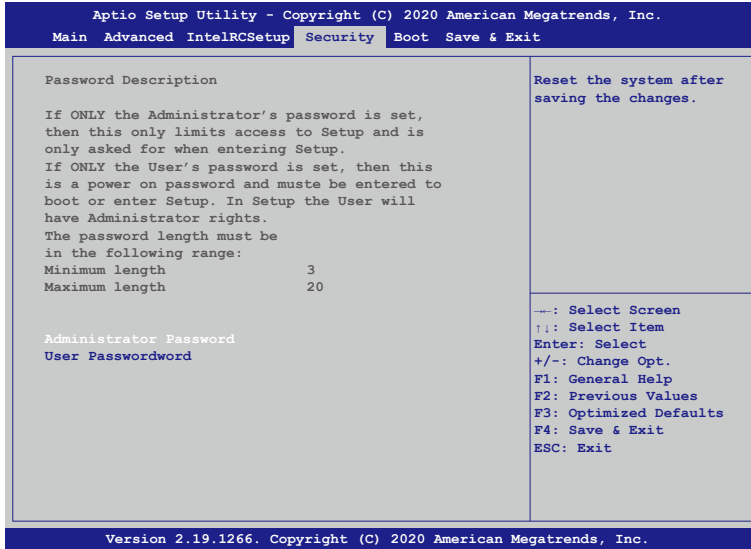 Aptio Setup Utility - Copyright (C) 2020 American Megatrends, Inc.
Main Advanced IntelRCSetup Security Boot Save & Exit
Password Description
If ONLY the Administrator's password is set,
then this only limits access to Setup and is
only asked for when entering Setup.
If ONLY the User's password is set, then this
is a power on password and muste be entered to
boot or enter Setup. In Setup the User will
have Administrator rights.
The password length must be
in the following range:
Minimum length 3
Maximum length 20
Administrator Password
User Passwordword
Reset the system after
saving the changes.
→←: Select Screen
↑↓: Select Item
Enter: Select
+/-: Change Opt.
F1: General Help
F2: Previous Values
F3: Optimized Defaults
F4: Save & Exit
ESC: Exit
Version 2.19.1266. Copyright (C) 2020 American Megatrends, Inc.